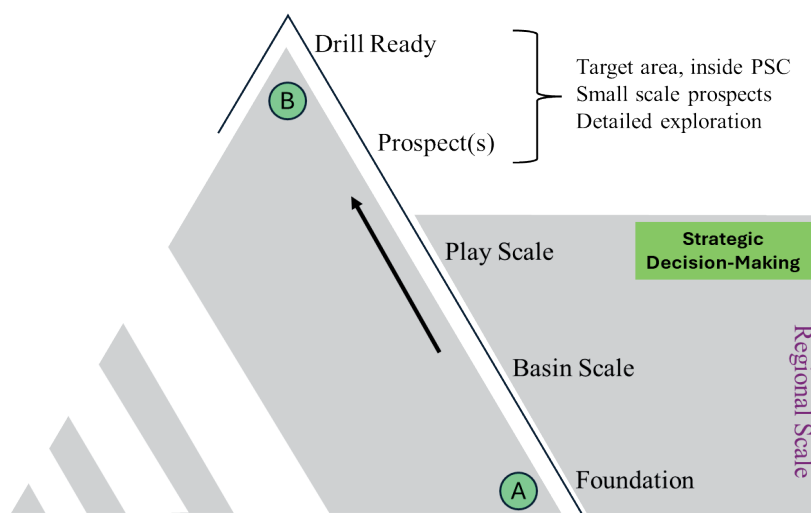 Drill Ready
B
Prospect(s)
Target area, inside PSC
Small scale prospects
Detailed exploration
Play Scale
Strategic
Decision-Making
Basin Scale
Regional Scale
Foundation
A